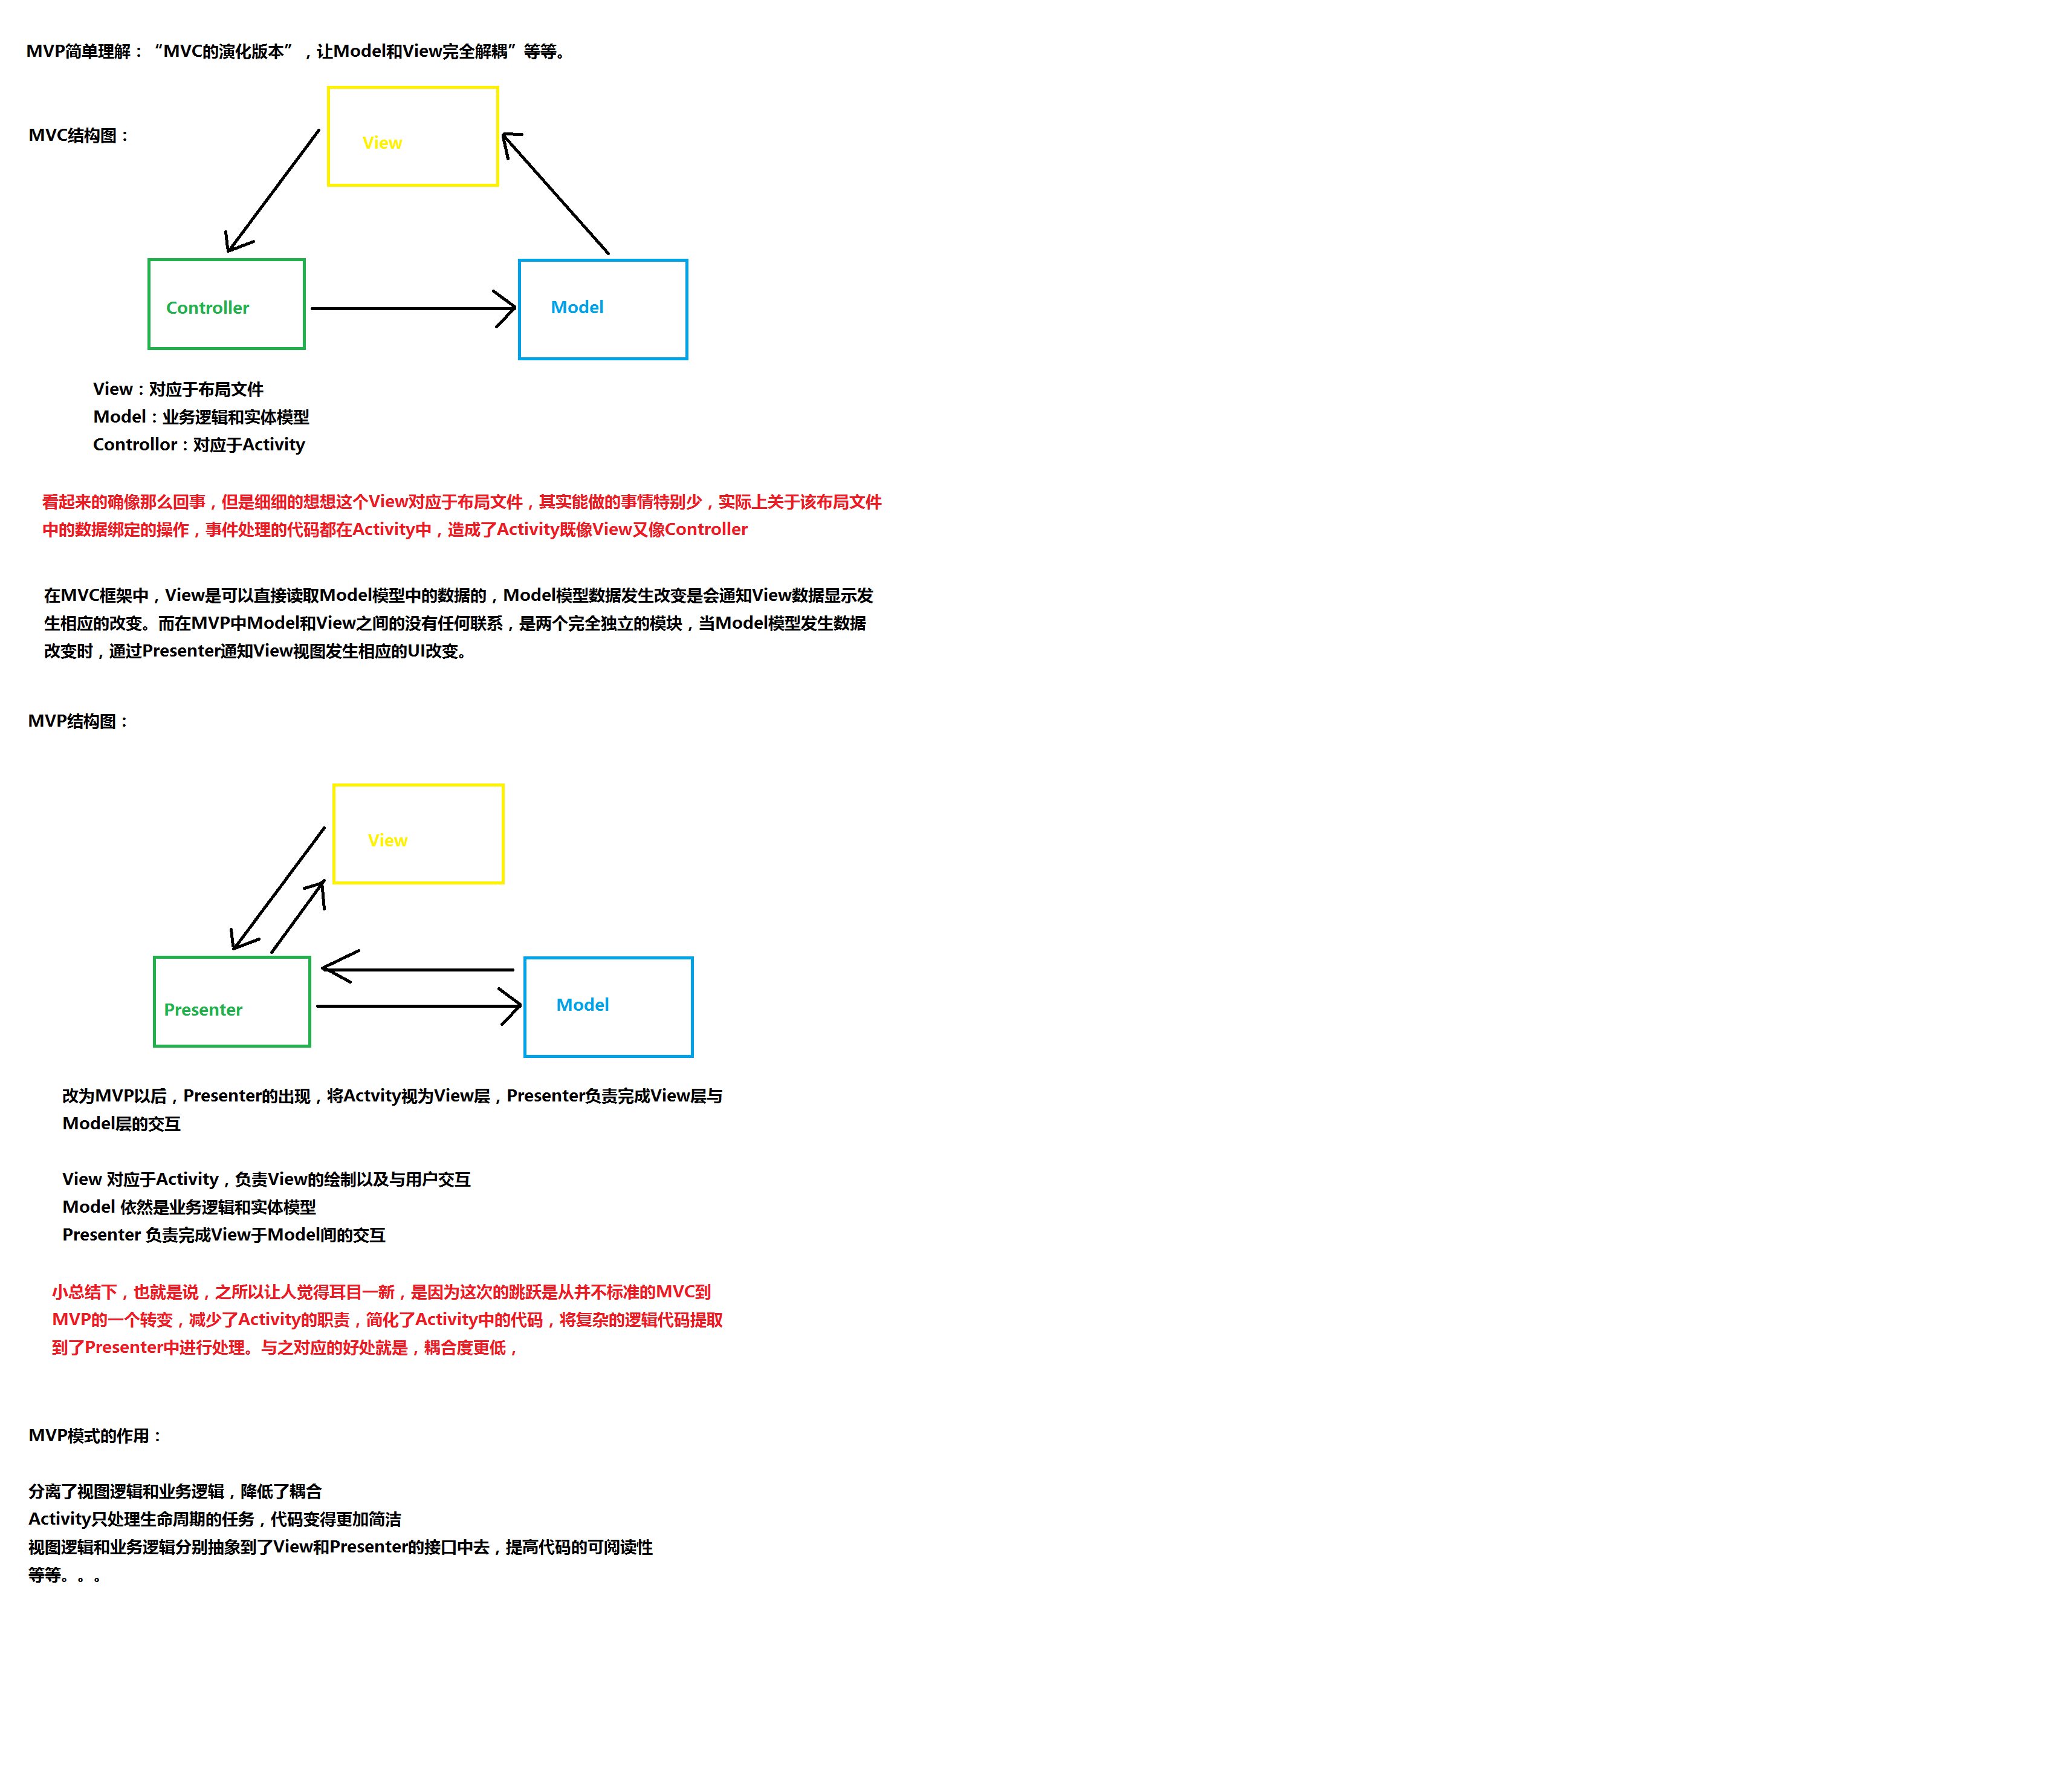 MVP简单理解：“MVC的演化版本”，让Model和View完全解耦”等等。
MVC结构图：
View
Controller
Model
View：对应于布局文件
Model：业务逻辑和实体模型
Controllor：对应于Activity
看起来的确像那么回事，但是细细的想想这个View对应于布局文件，其实能做的事情特别少，实际上关于该布局文件
中的数据绑定的操作，事件处理的代码都在Activity中，造成了Activity既像View又像Controller
在MVC框架中，View是可以直接读取Model模型中的数据的，Model模型数据发生改变是会通知View数据显示发
生相应的改变。而在MVP中Model和View之间的没有任何联系，是两个完全独立的模块，当Model模型发生数据
改变时，通过Presenter通知View视图发生相应的UI改变。
MVP结构图：
View
Presenter
Model
改为MVP以后，Presenter的出现，将Actvity视为View层，Presenter负责完成View层与
Model层的交互
View 对应于Activity，负责View的绘制以及与用户交互
Model 依然是业务逻辑和实体模型
Presenter 负责完成View于Model间的交互
小总结下，也就是说，之所以让人觉得耳目一新，是因为这次的跳跃是从并不标准的MVC到
MVP的一个转变，减少了Activity的职责，简化了Activity中的代码，将复杂的逻辑代码提取
到了Presenter中进行处理。与之对应的好处就是，耦合度更低，
MVP模式的作用：
分离了视图逻辑和业务逻辑，降低了耦合
Activity只处理生命周期的任务，代码变得更加简洁
视图逻辑和业务逻辑分别抽象到了View和Presenter的接口中去，提高代码的可阅读性
等等。。。